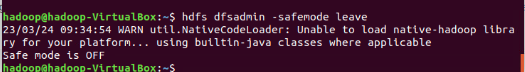 hadoop@hadoop-VirtualBox:~$ hdfs dfsadmin -safemode leave
23/03/24 09:34:54 WARN util.NativeCodeLoader: Unable to load native-hadoop libra
ry for your platform... using builtin-java classes where applicable
Safe mode is OFF
hadoop@hadoop-VirtualBox:~$